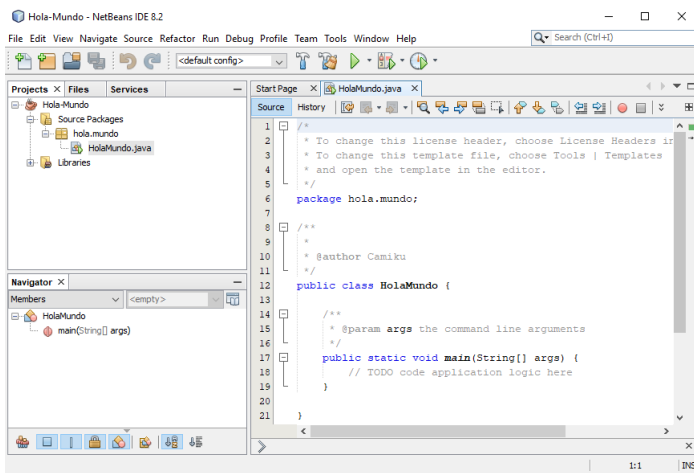 Hola-Mundo - NetBeans IDE 8.2
File Edit View Navigate Source Refactor Run Debug Profile Team Tools Window Help
Search (Ctrl+I)
<default config>
Projects Files Services
Hola-Mundo
Source Packages
hola.mundo
HolaMundo.java
Libraries
Navigator
Members <empty>
HolaMundo
main(String[] args)
Start Page HolaMundo.java
Source History
1 /*
2 * To change this license header, choose License Headers in
3 * To change this template file, choose Tools | Templates
4 * and open the template in the editor.
5 */
6 package hola.mundo;
7
8 /**
9 *
10 * @author Camiku
11 */
12 public class HolaMundo {
13
14 /**
15 * @param args the command line arguments
16 */
17 public static void main(String[] args) {
18 // TODO code application logic here
19 }
20
21 }
1:1 INS